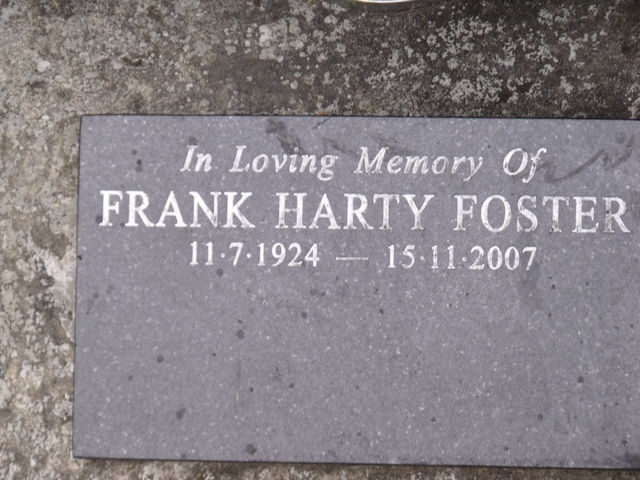 In Loving Memory Of
FRANK HARTY FOSTER
11·7·1924 — 15·11·2007